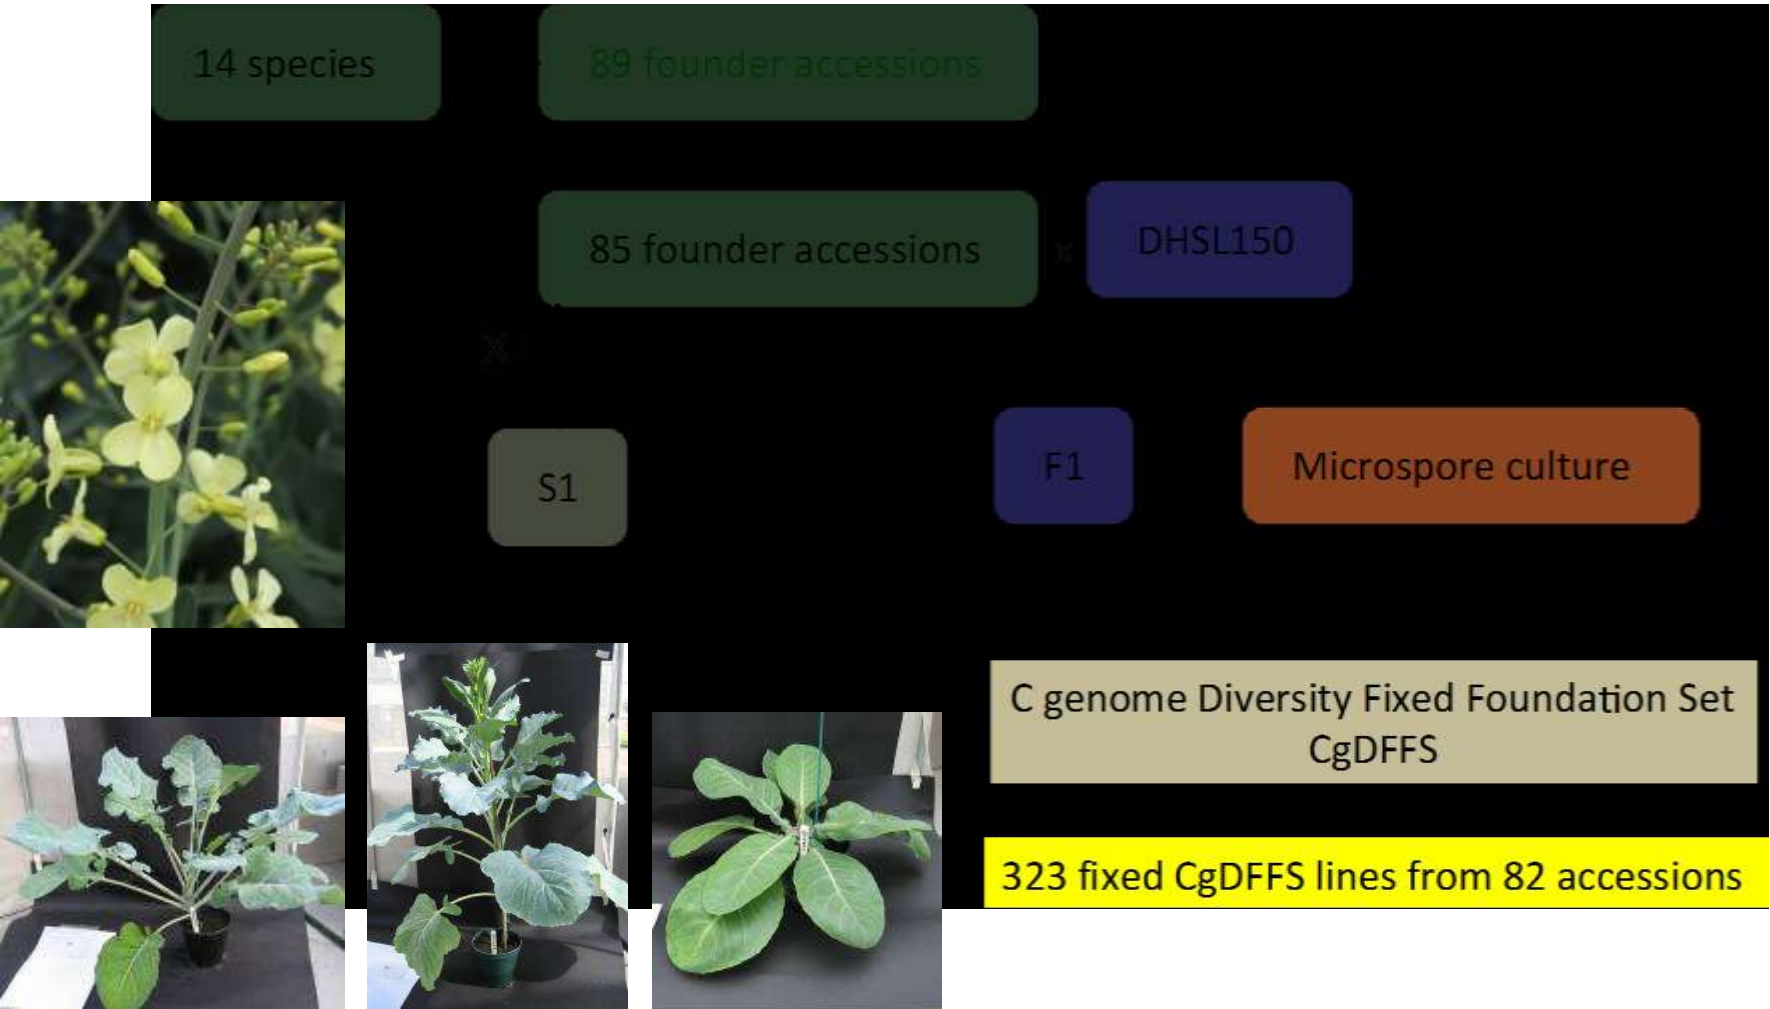 14 species
89 founder accessions
85 founder accessions
x
DHSL150
X
S1
F1
Microspore culture
C genome Diversity Fixed Foundation Set
CgDFFS
323 fixed CgDFFS lines from 82 accessions